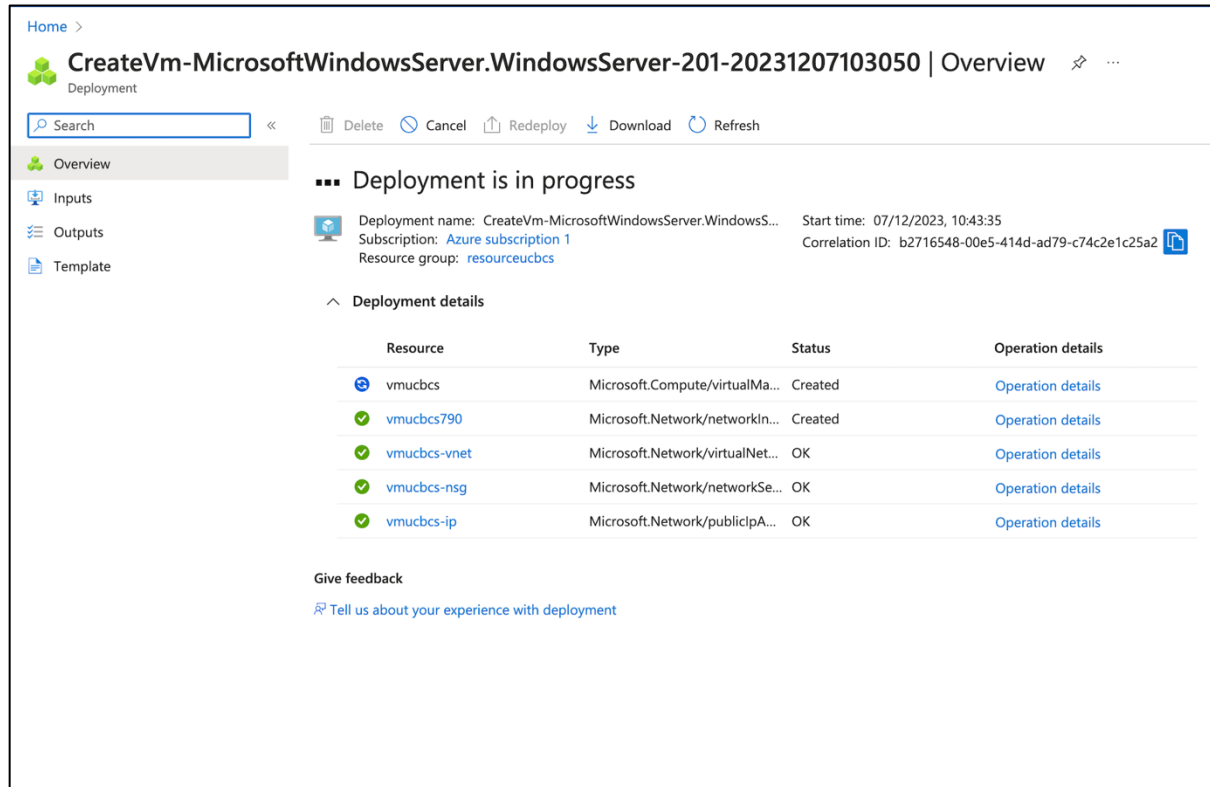 Home >
CreateVm-MicrosoftWindowsServer.WindowsServer-201-20231207103050 | Overview ...
Deployment
Search «
Delete Cancel Redeploy Download Refresh
Overview
Inputs
Outputs
Template
Deployment is in progress
Deployment name: CreateVm-MicrosoftWindowsServer.WindowsS...
Subscription: Azure subscription 1
Resource group: resourceucbcs
Start time: 07/12/2023, 10:43:35
Correlation ID: b2716548-00e5-414d-ad79-c74c2e1c25a2
Deployment details
Resource Type Status Operation details
vmucbcs Microsoft.Compute/virtualMa... Created Operation details
vmucbcs790 Microsoft.Network/networkIn... Created Operation details
vmucbcs-vnet Microsoft.Network/virtualNet... OK Operation details
vmucbcs-nsg Microsoft.Network/networkSe... OK Operation details
vmucbcs-ip Microsoft.Network/publicIpA... OK Operation details
Give feedback
Tell us about your experience with deployment